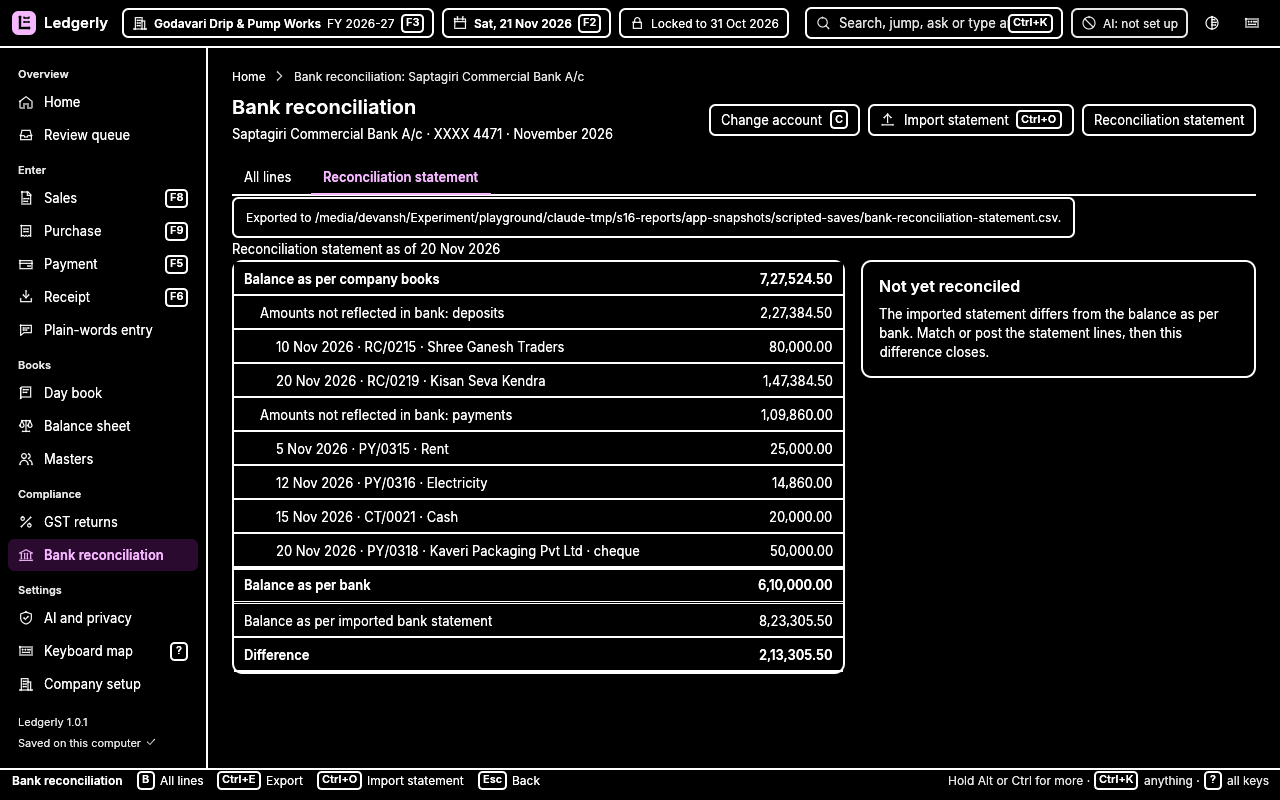 Ledgerly
Godavari Drip & Pump Works FY 2026-27 F3
Sat, 21 Nov 2026 F2
Locked to 31 Oct 2026
Search, jump, ask or type a Ctrl+K
AI: not set up
Overview
Home
Review queue
Enter
Sales F8
Purchase F9
Payment F5
Receipt F6
Plain-words entry
Books
Day book
Balance sheet
Masters
Compliance
GST returns
Bank reconciliation
Settings
AI and privacy
Keyboard map ?
Company setup
Ledgerly 1.0.1
Saved on this computer
Home Bank reconciliation: Saptagiri Commercial Bank A/c
Bank reconciliation
Saptagiri Commercial Bank A/c · XXXX 4471 · November 2026
Change account C
Import statement Ctrl+O
Reconciliation statement
All lines Reconciliation statement
Exported to /media/devansh/Experiment/playground/claude-tmp/s16-reports/app-snapshots/scripted-saves/bank-reconciliation-statement.csv.
Reconciliation statement as of 20 Nov 2026
Balance as per company books 7,27,524.50
Amounts not reflected in bank: deposits 2,27,384.50
10 Nov 2026 · RC/0215 · Shree Ganesh Traders 80,000.00
20 Nov 2026 · RC/0219 · Kisan Seva Kendra 1,47,384.50
Amounts not reflected in bank: payments 1,09,860.00
5 Nov 2026 · PY/0315 · Rent 25,000.00
12 Nov 2026 · PY/0316 · Electricity 14,860.00
15 Nov 2026 · CT/0021 · Cash 20,000.00
20 Nov 2026 · PY/0318 · Kaveri Packaging Pvt Ltd · cheque 50,000.00
Balance as per bank 6,10,000.00
Balance as per imported bank statement 8,23,305.50
Difference 2,13,305.50
Not yet reconciled
The imported statement differs from the balance as per
bank. Match or post the statement lines, then this
difference closes.
Bank reconciliation B All lines Ctrl+E Export Ctrl+O Import statement Esc Back
Hold Alt or Ctrl for more · Ctrl+K anything · ? all keys